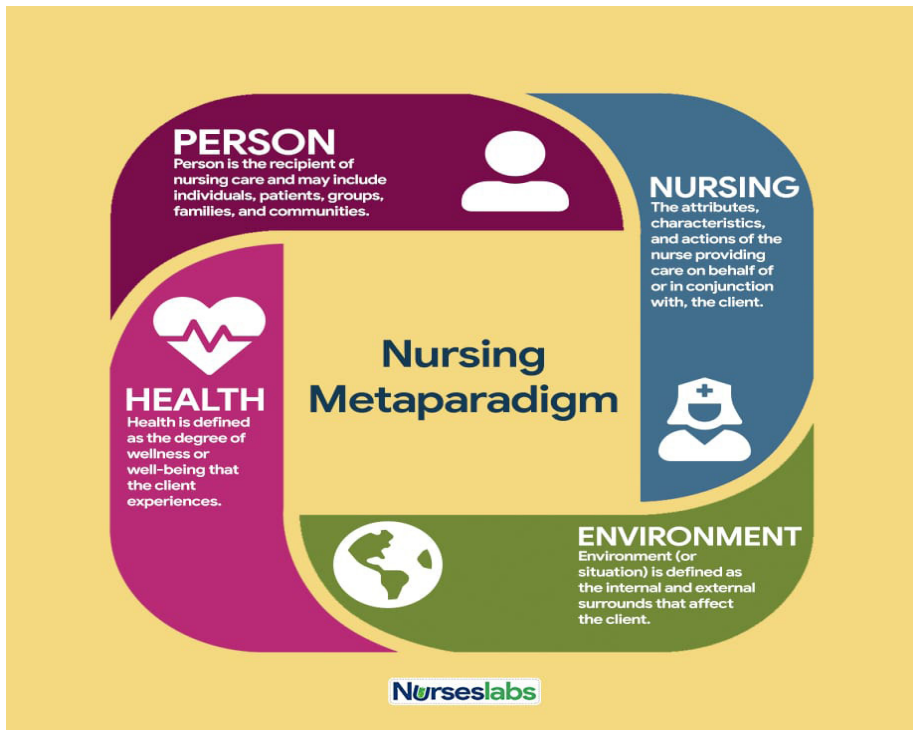 PERSON
Person is the recipient of
nursing care and may include
individuals, patients, groups,
families, and communities.
NURSING
The attributes,
characteristics,
and actions of the
nurse providing
care on behalf of
or in conjunction
with, the client.
Nursing
Metaparadigm
HEALTH
Health is defined
as the degree of
wellness or
well-being that
the client
experiences.
ENVIRONMENT
Environment (or
situation) is defined as
the internal and external
surrounds that affect
the client.
Nurseslabs